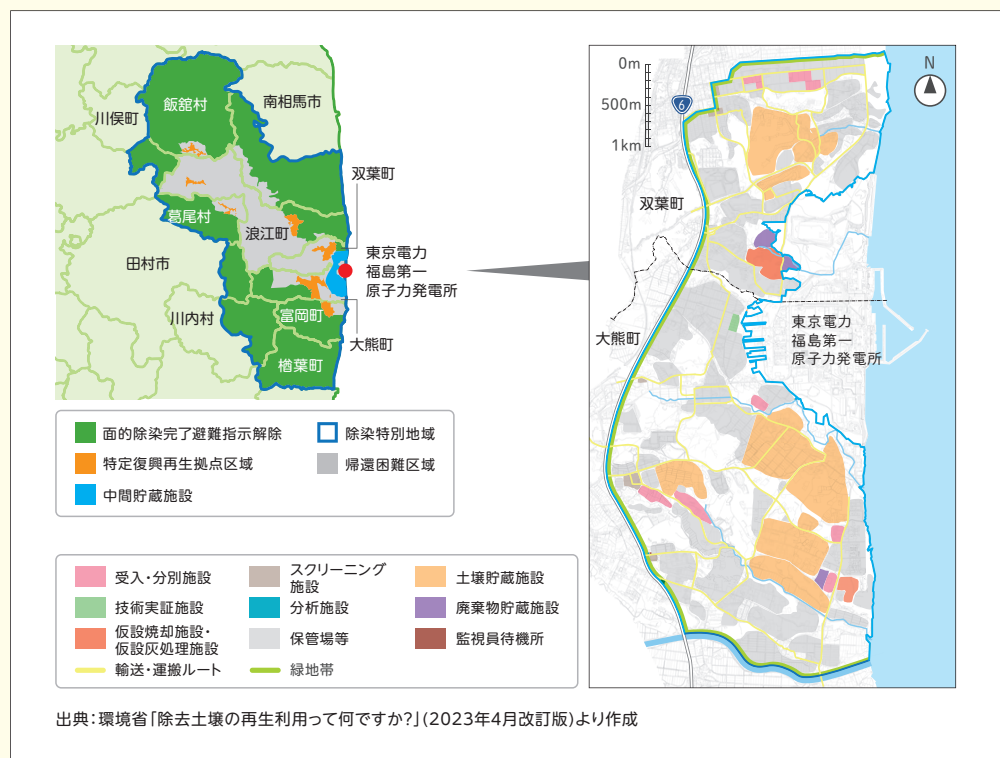 飯舘村
南相馬市
川俣町
双葉町
葛尾村
浪江町
東京電力
福島第一
原子力発電所
田村市
川内村
富岡町
大熊町
楢葉町
面的除染完了避難指示解除
除染特別地域
特定復興再生拠点区域
帰還困難区域
中間貯蔵施設
受入・分別施設
スクリーニング
施設
土壌貯蔵施設
技術実証施設
分析施設
廃棄物貯蔵施設
仮設焼却施設・
仮設灰処理施設
保管場等
監視員待機所
輸送・運搬ルート
緑地帯
0m
500m
1km
6
N
双葉町
大熊町
東京電力
福島第一
原子力発電所
出典：環境省「除去土壌の再生利用って何ですか？」（2023年4月改訂版）より作成